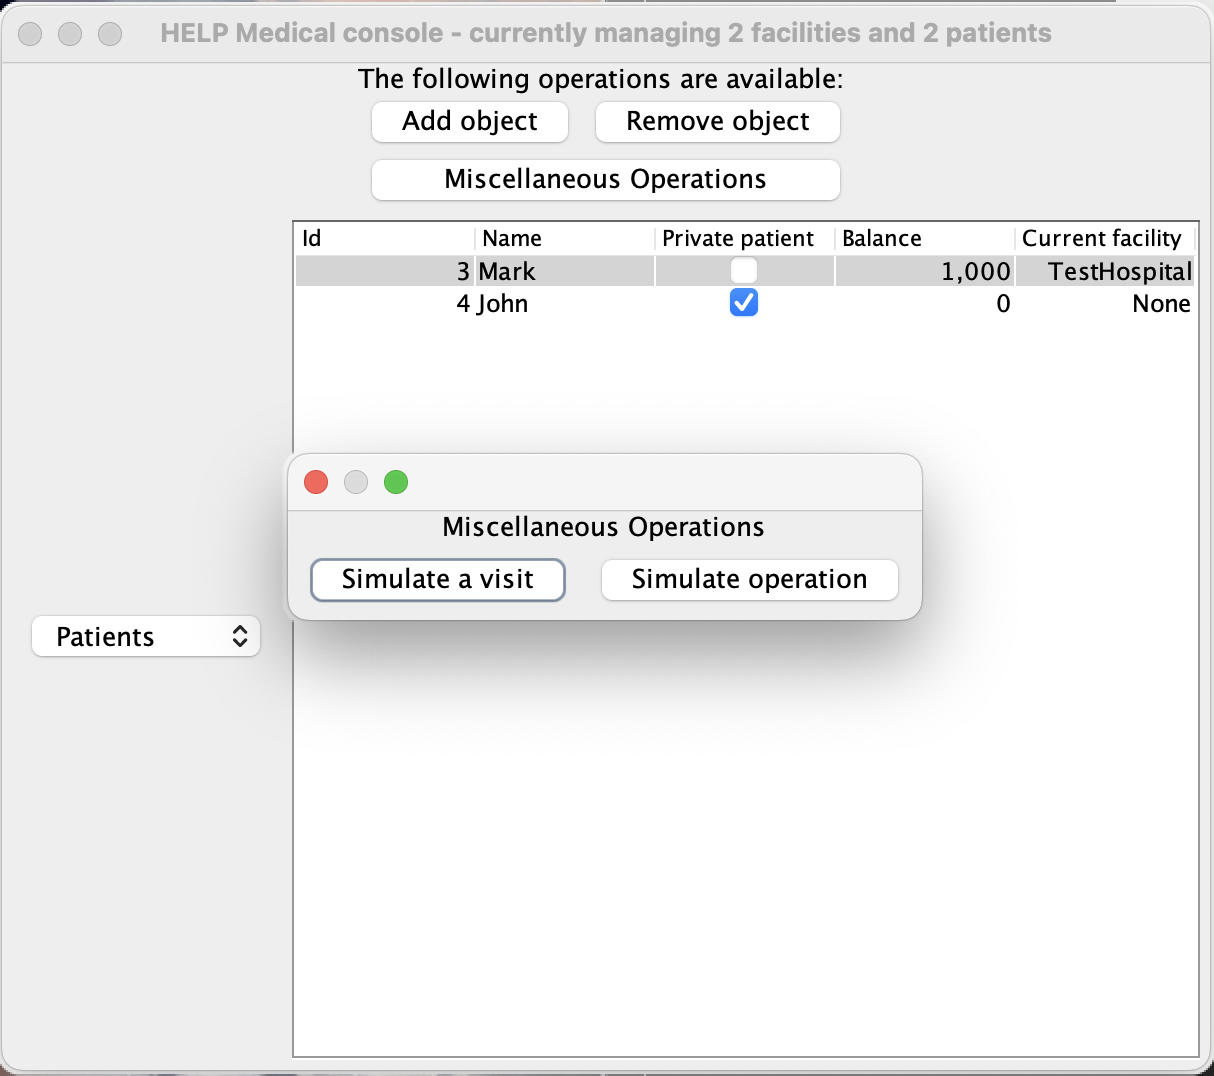 HELP Medical console - currently managing 2 facilities and 2 patients
The following operations are available:
Add object Remove object
Miscellaneous Operations
Id Name Private patient Balance Current facility
3 Mark 1,000 TestHospital
4 John 0 None
Miscellaneous Operations
Simulate a visit Simulate operation
Patients